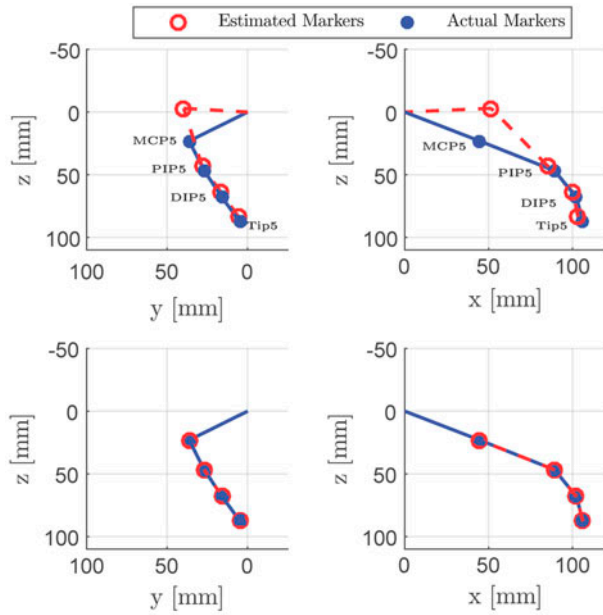 Estimated Markers Actual Markers
-50 -50
0 0
MCP5 MCP5
z [mm] z [mm]
50 PIP5 50 PIP5
DIP5 DIP5
Tip5 Tip5
100 100
100 50 0 0 50 100
y [mm] x [mm]
-50 -50
0 0
z [mm] z [mm]
50 50
100 100
100 50 0 0 50 100
y [mm] x [mm]